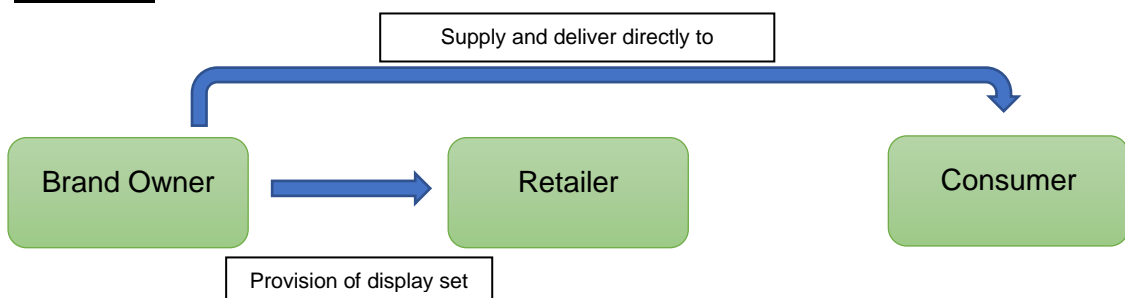 Supply and deliver directly to
Brand Owner
Retailer
Consumer
Provision of display set